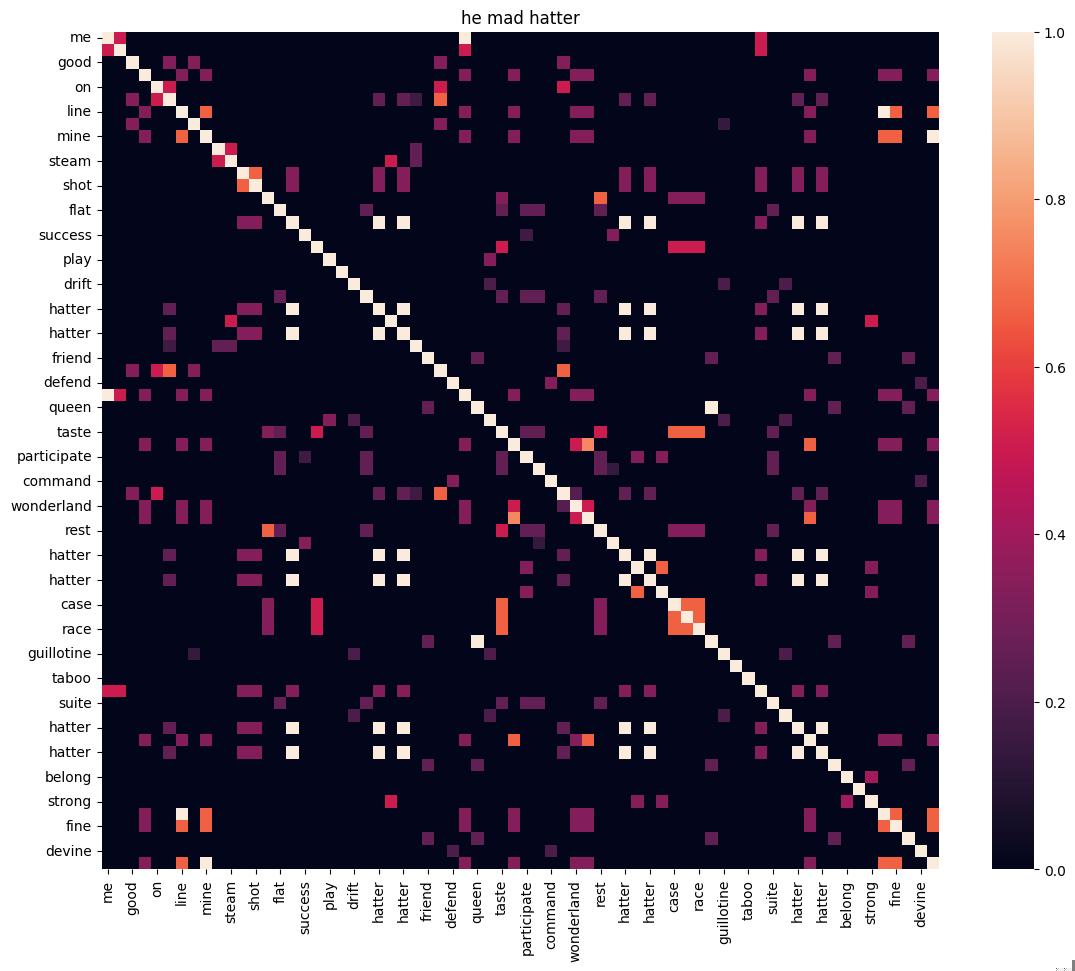 he mad hatter
me
good
on
line
mine
steam
shot
flat
success
play
drift
hatter
hatter
friend
defend
queen
taste
participate
command
wonderland
rest
hatter
hatter
case
race
guillotine
taboo
suite
hatter
hatter
belong
strong
fine
devine
me
good
on
line
mine
steam
shot
flat
success
play
drift
hatter
hatter
friend
defend
queen
taste
participate
command
wonderland
rest
hatter
hatter
case
race
guillotine
taboo
suite
hatter
hatter
belong
strong
fine
devine
1.0
0.8
0.6
0.4
0.2
0.0